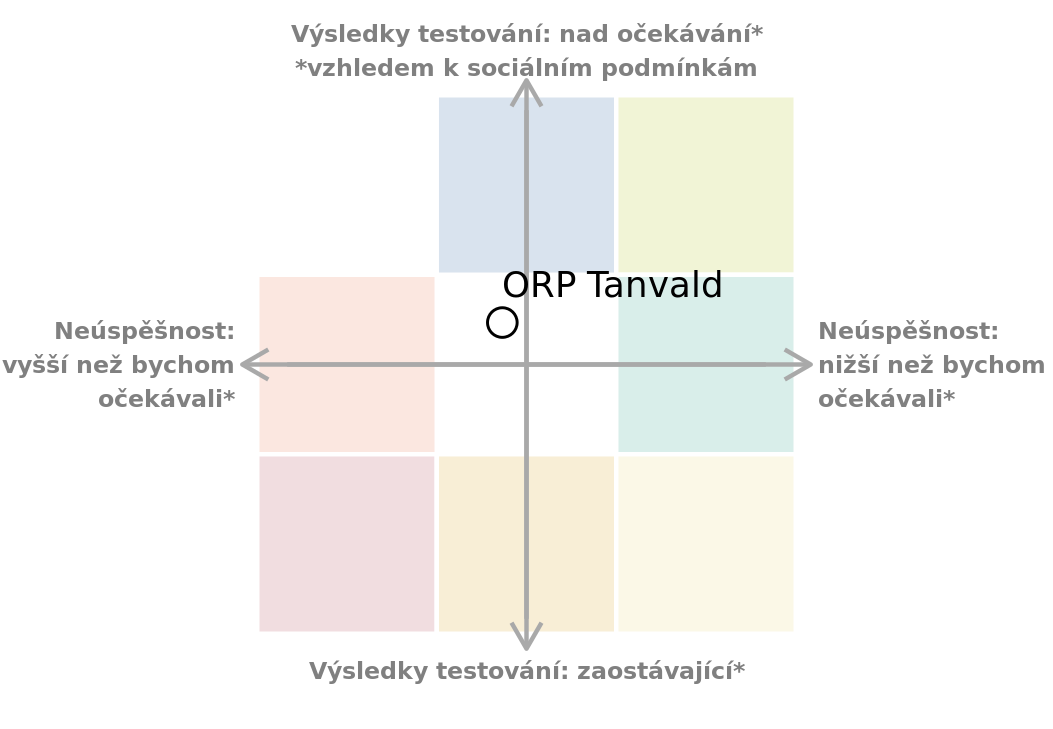 Výsledky testování: nad očekávání*
*vzhledem k sociálním podmínkám
ORP Tanvald
Neúspěšnost:
vyšší než bychom
očekávali*
Neúspěšnost:
nižší než bychom
očekávali*
Výsledky testování: zaostávající*